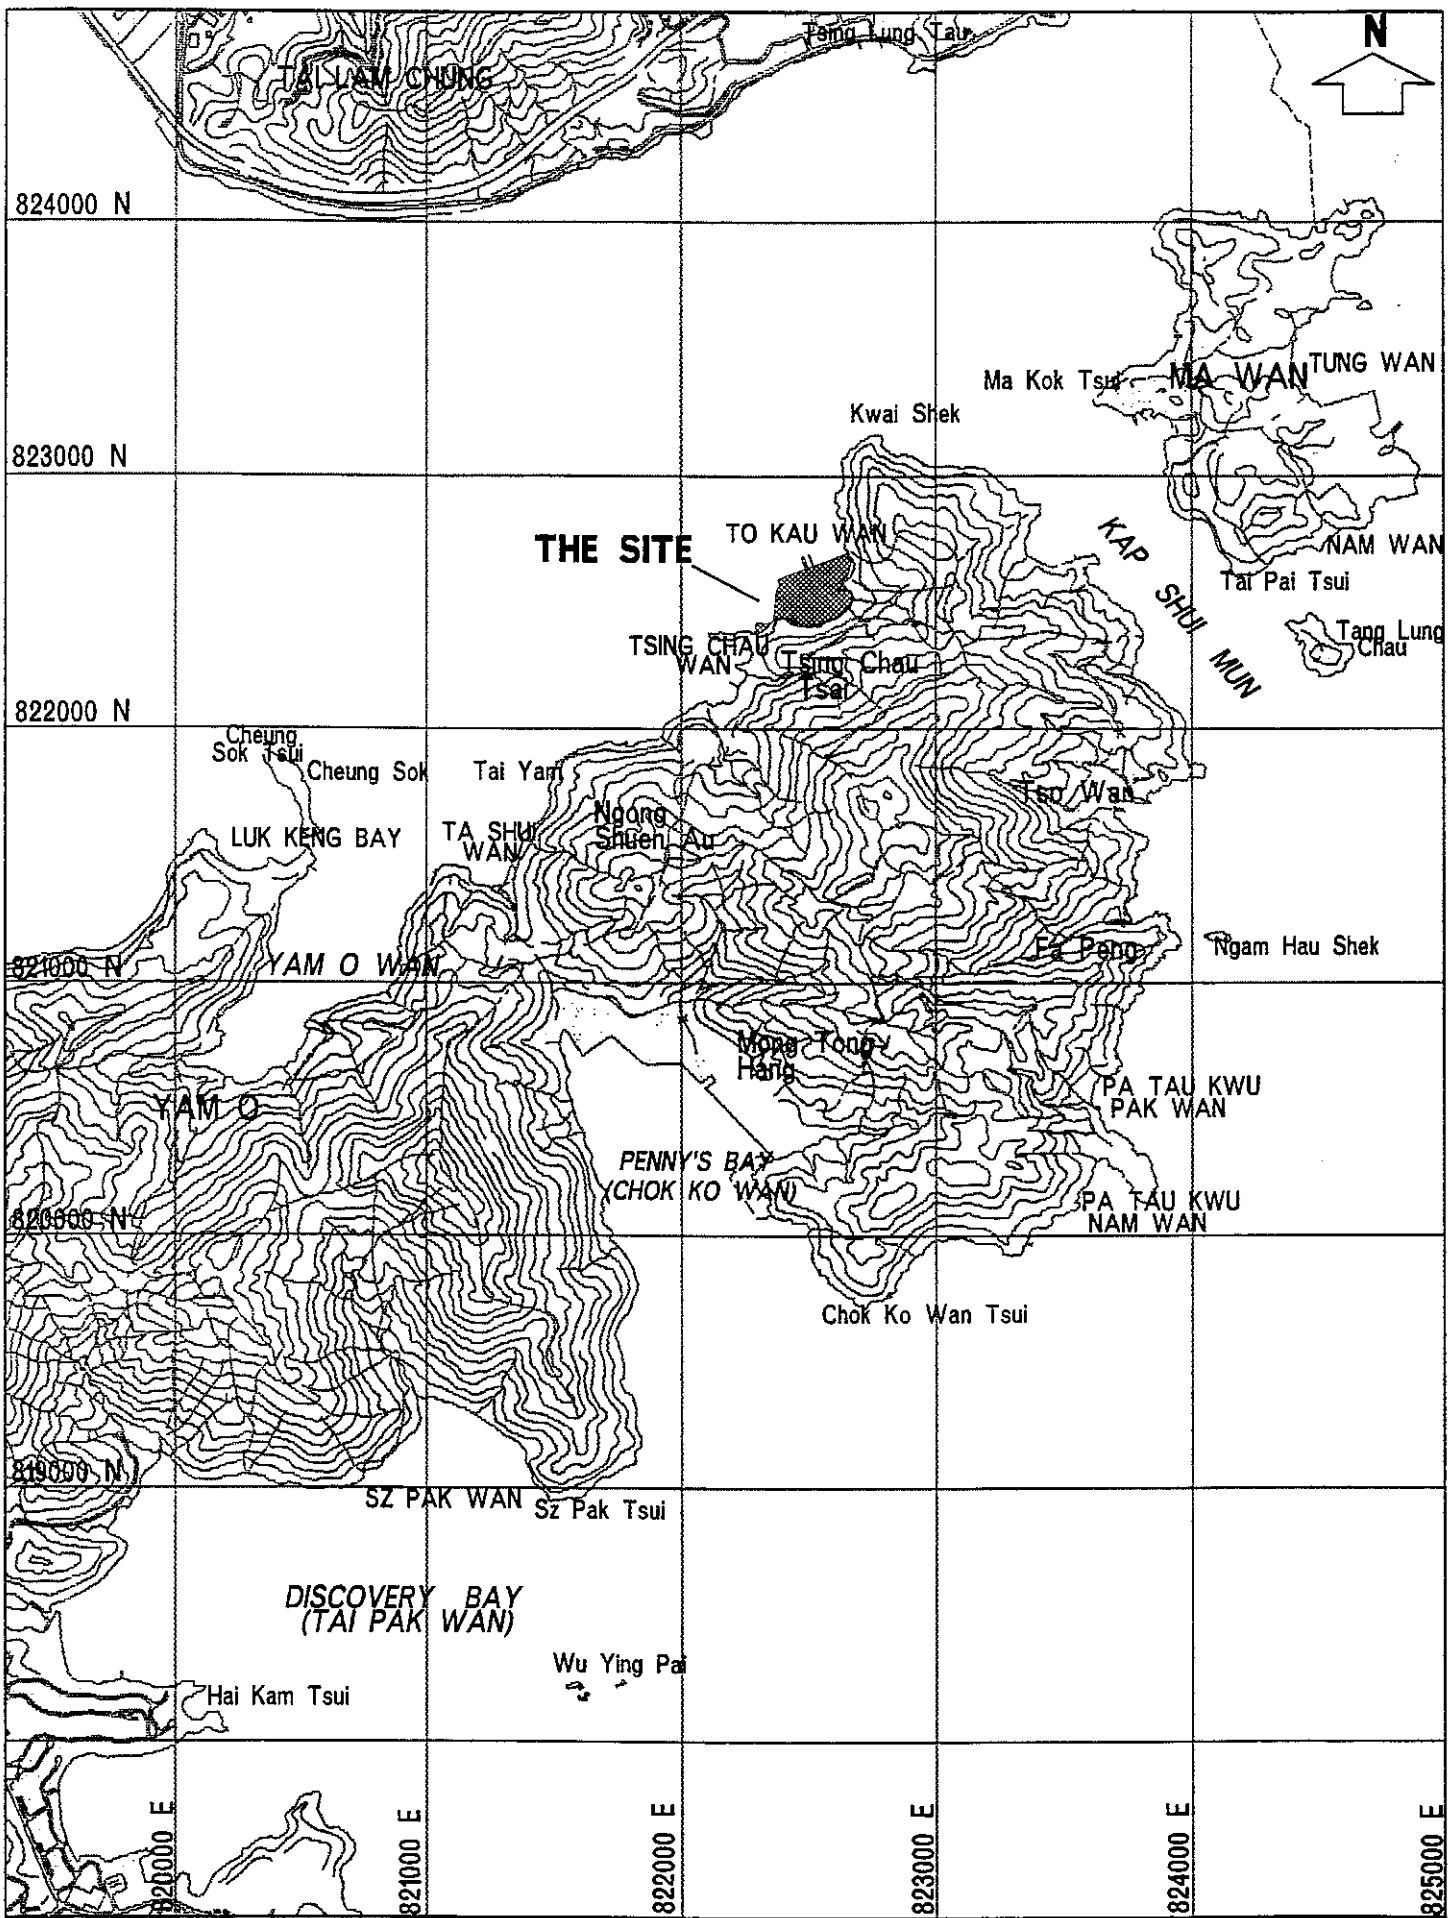 Tsing Lung Tau
N
TAI LAM CHUNG
824000 N
Ma Kok Tsui
MA WAN
TUNG WAN
Kwai Shek
823000 N
THE SITE
TO KAU WAN
KAP SHUI MUN
NAM WAN
Tai Pai Tsui
TSING CHAU
WAN
Tsing Chau
Tsai
Tang Lung
Chau
822000 N
Cheung
Sok Tsui
Cheung Sok
Tai Yam
Tso Wan
Ngong
Shuen Au
LUK KENG BAY
TA SHUI
WAN
821000 N
YAM O WAN
Fa Peng
Ngam Hau Shek
Mong Tong
Hang
YAM O
PA TAU KWU
PAK WAN
PENNY'S BAY
(CHOK KO WAN)
PA TAU KWU
NAM WAN
820000 N
Chok Ko Wan Tsui
819000 N
SZ PAK WAN
Sz Pak Tsui
DISCOVERY BAY
(TAI PAK WAN)
Wu Ying Pai
Hai Kam Tsui
820000 E
821000 E
822000 E
823000 E
824000 E
825000 E